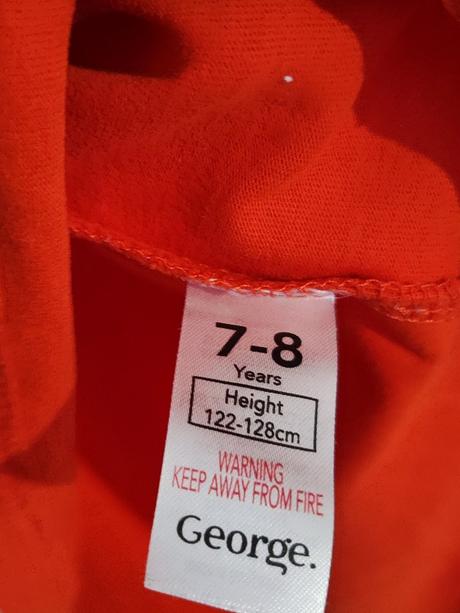 7-8
Years
Height
122-128cm
WARNING
KEEP AWAY FROM FIRE
George.